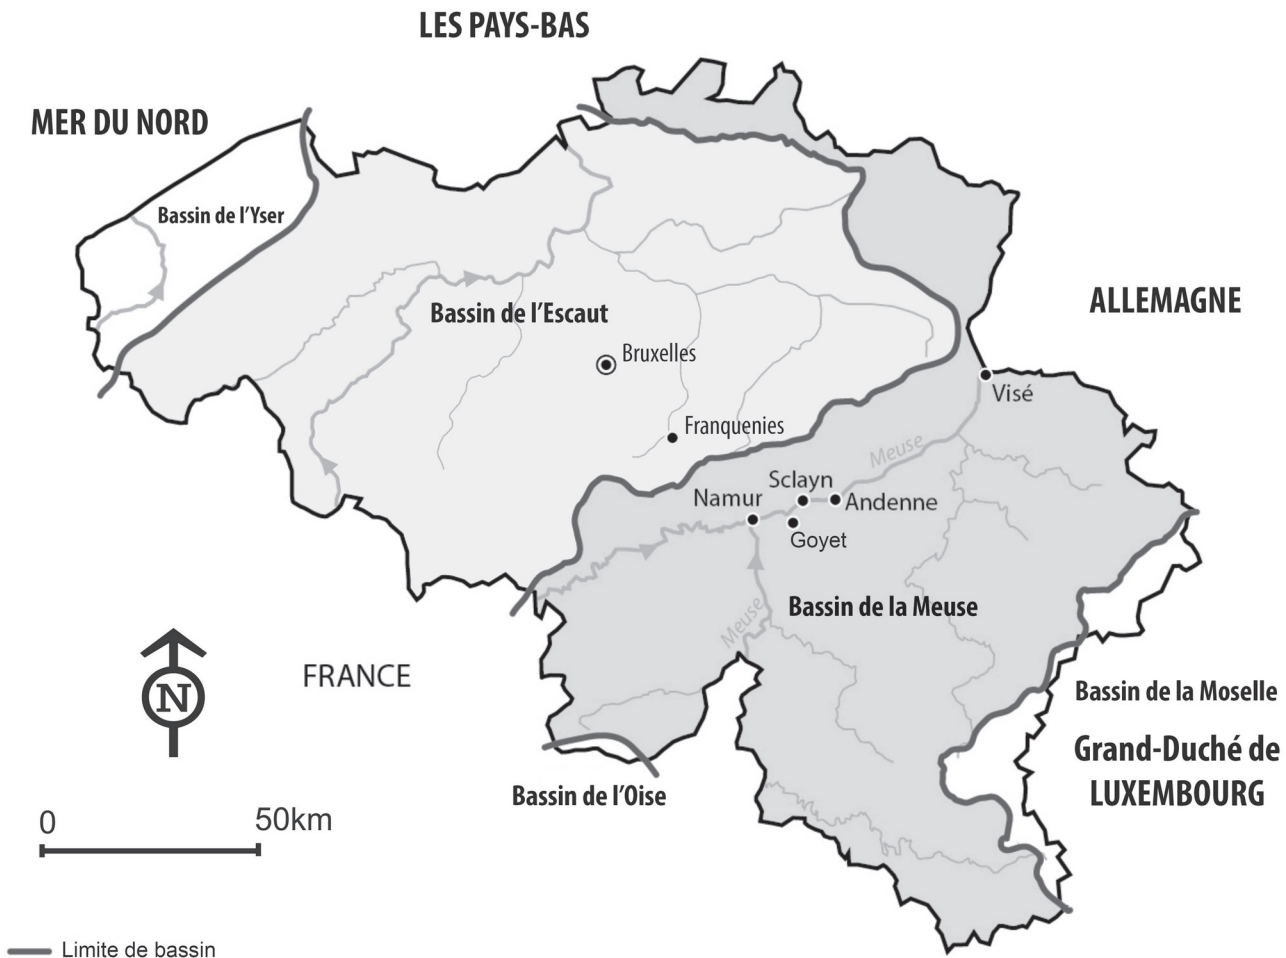 LES PAYS-BAS
MER DU NORD
Bassin de l'Yser
ALLEMAGNE
Bassin de l'Escaut
Bruxelles
Visé
Franquenies
Meuse
Sclayn
Namur
Andenne
Goyet
Meuse
Bassin de la Meuse
FRANCE
N
Bassin de la Moselle
Grand-Duché de
LUXEMBOURG
Bassin de l'Oise
0
50km
Limite de bassin